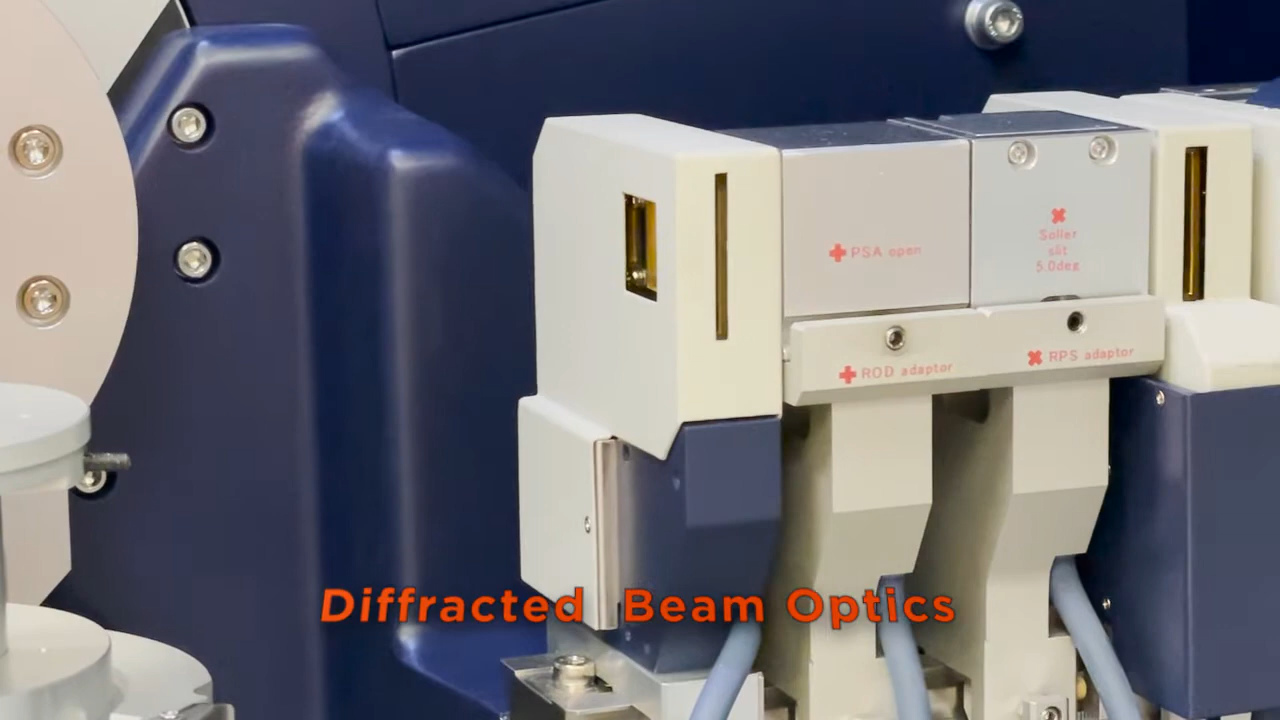 PSA open
Soller
slit
5.0deg
ROD adaptor
RPS adaptor
Diffracted Beam Optics